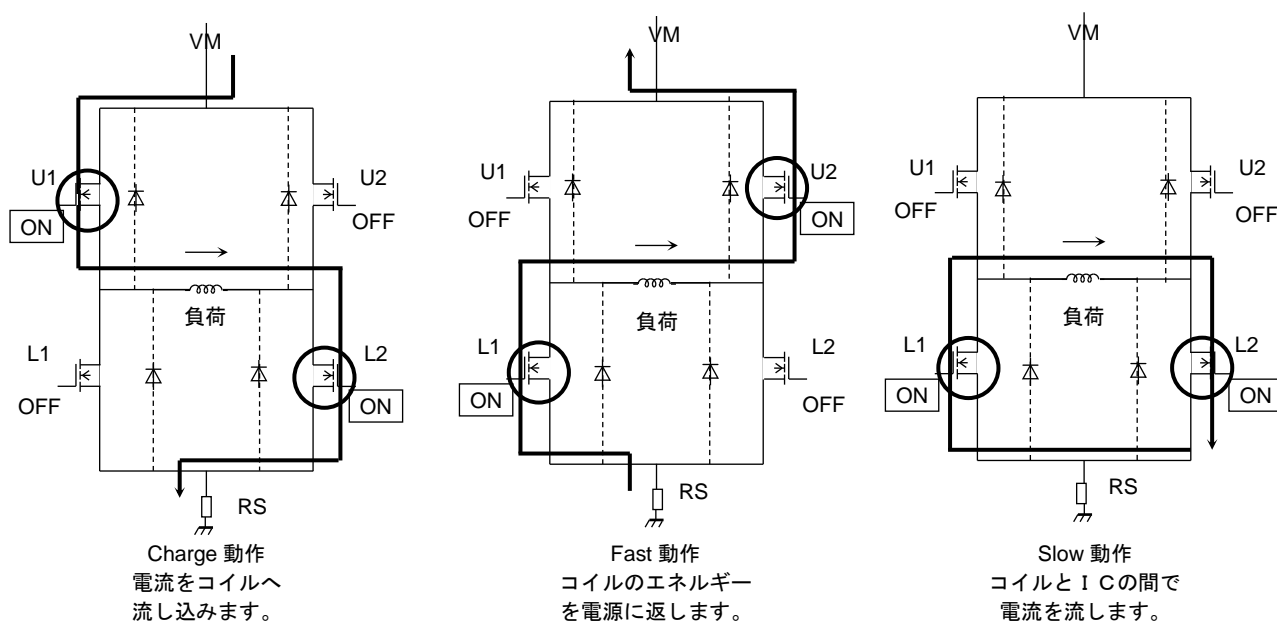 VM
U1
U2
ON
OFF
負荷
L1
L2
OFF
ON
RS
Charge 動作
電流をコイルへ
流し込みます。
VM
U1
U2
OFF
ON
負荷
L1
L2
ON
OFF
RS
Fast 動作
コイルのエネルギー
を電源に返します。
VM
U1
U2
OFF
OFF
負荷
L1
L2
ON
ON
RS
Slow 動作
コイルとＩＣの間で
電流を流します。